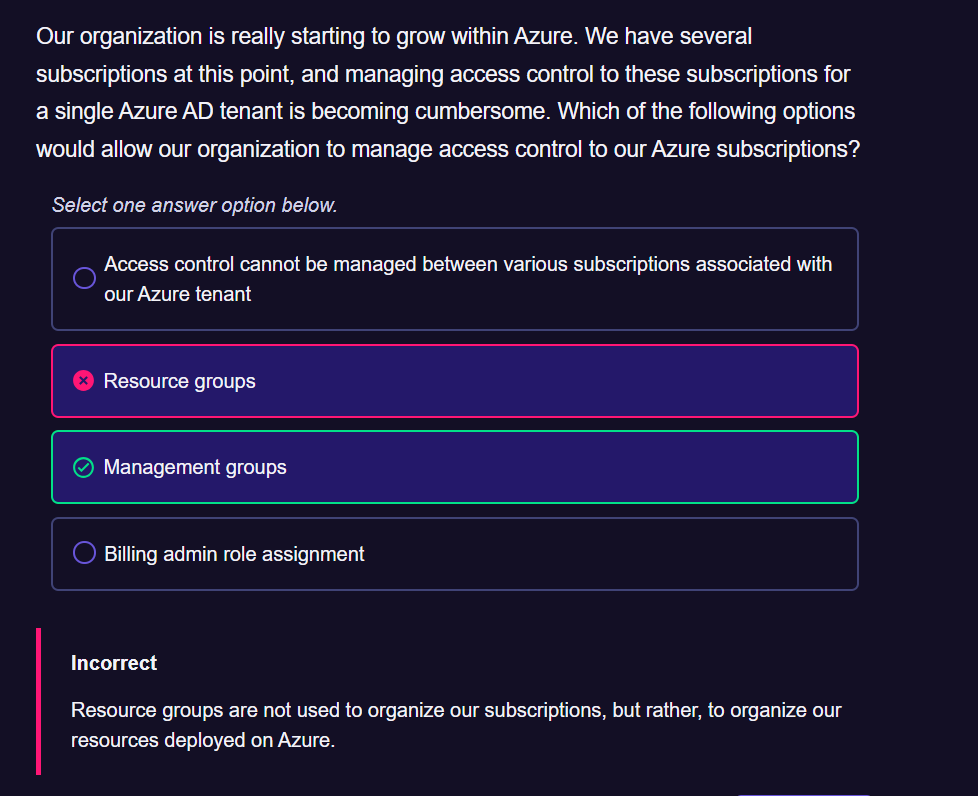 Our organization is really starting to grow within Azure. We have several
subscriptions at this point, and managing access control to these subscriptions for
a single Azure AD tenant is becoming cumbersome. Which of the following options
would allow our organization to manage access control to our Azure subscriptions?
Select one answer option below.
Access control cannot be managed between various subscriptions associated with
our Azure tenant
Resource groups
Management groups
Billing admin role assignment
Incorrect
Resource groups are not used to organize our subscriptions, but rather, to organize our
resources deployed on Azure.